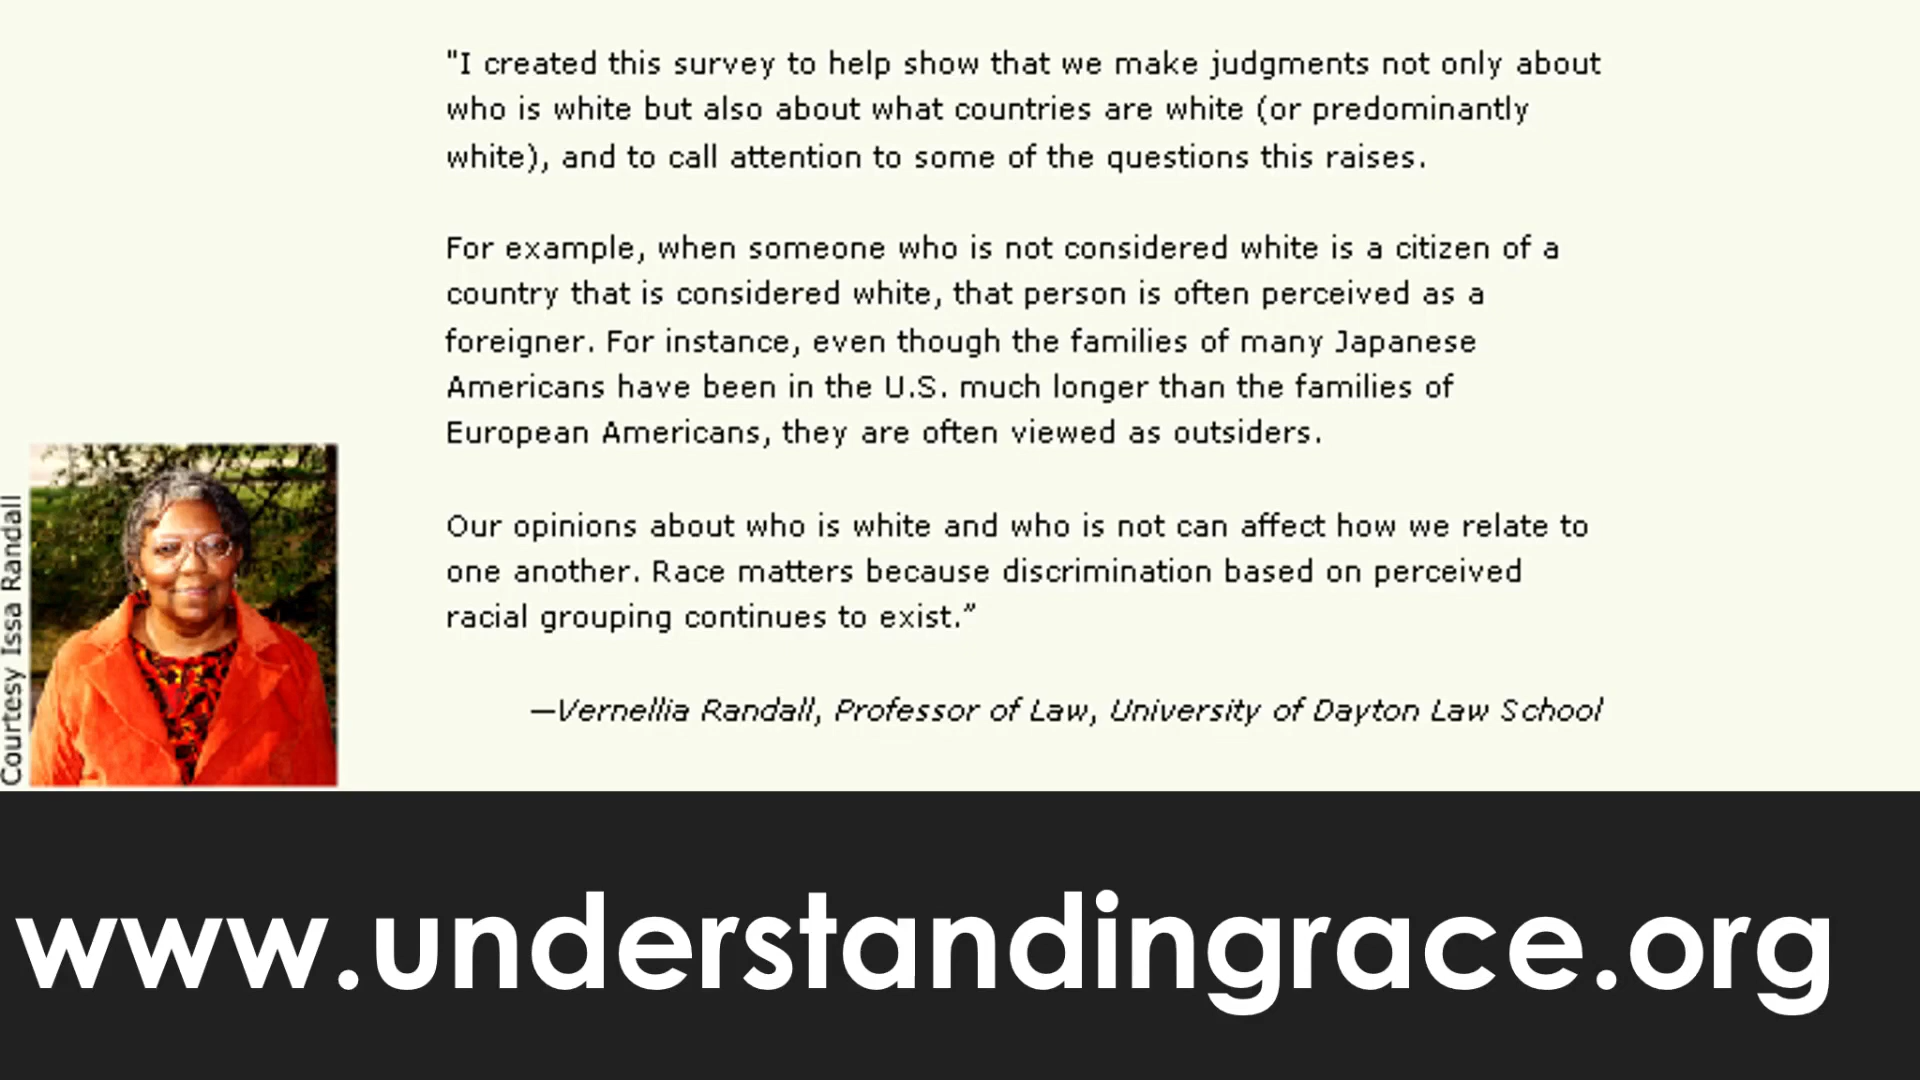 "I created this survey to help show that we make judgments not only about
who is white but also about what countries are white (or predominantly
white), and to call attention to some of the questions this raises.
For example, when someone who is not considered white is a citizen of a
country that is considered white, that person is often perceived as a
foreigner. For instance, even though the families of many Japanese
Americans have been in the U.S. much longer than the families of
European Americans, they are often viewed as outsiders.
Our opinions about who is white and who is not can affect how we relate to
one another. Race matters because discrimination based on perceived
racial grouping continues to exist.”
—Vernellia Randall, Professor of Law, University of Dayton Law School
Courtesy Issa Randall
www.understandingrace.org